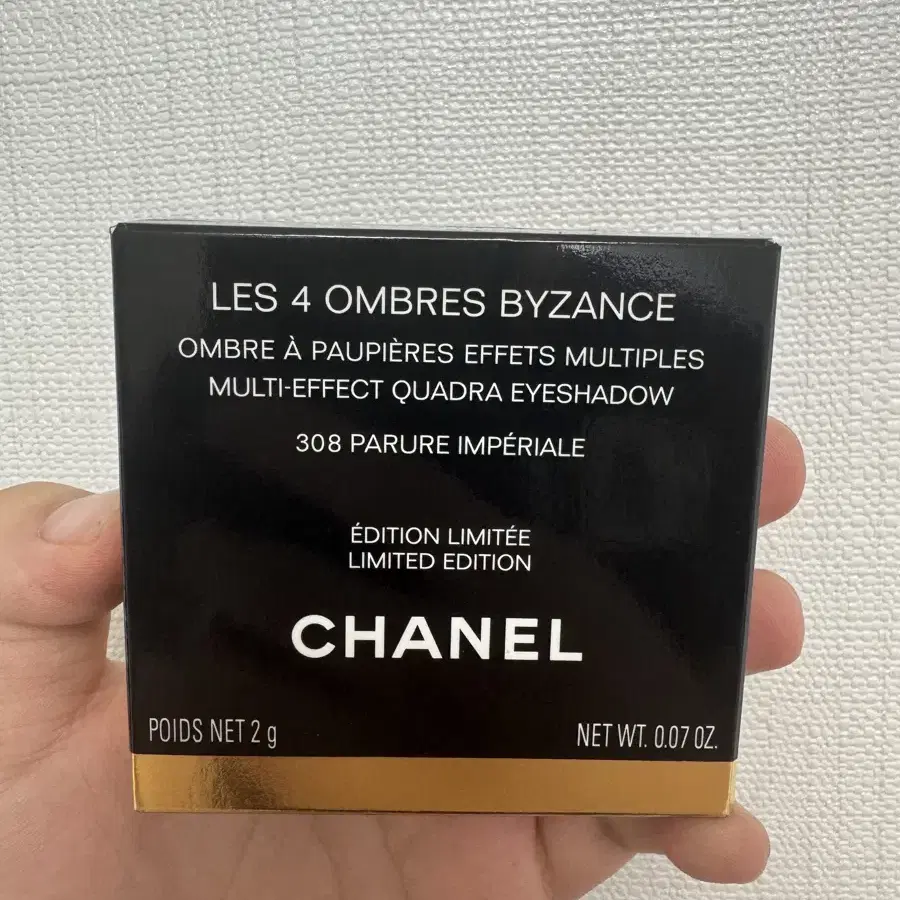 LES 4 OMBRES BYZANCE
OMBRE À PAUPIÈRES EFFETS MULTIPLES
MULTI-EFFECT QUADRA EYESHADOW
308 PARURE IMPÉRIALE
ÉDITION LIMITÉE
LIMITED EDITION
CHANEL
POIDS NET 2 g NET WT. 0.07 OZ.